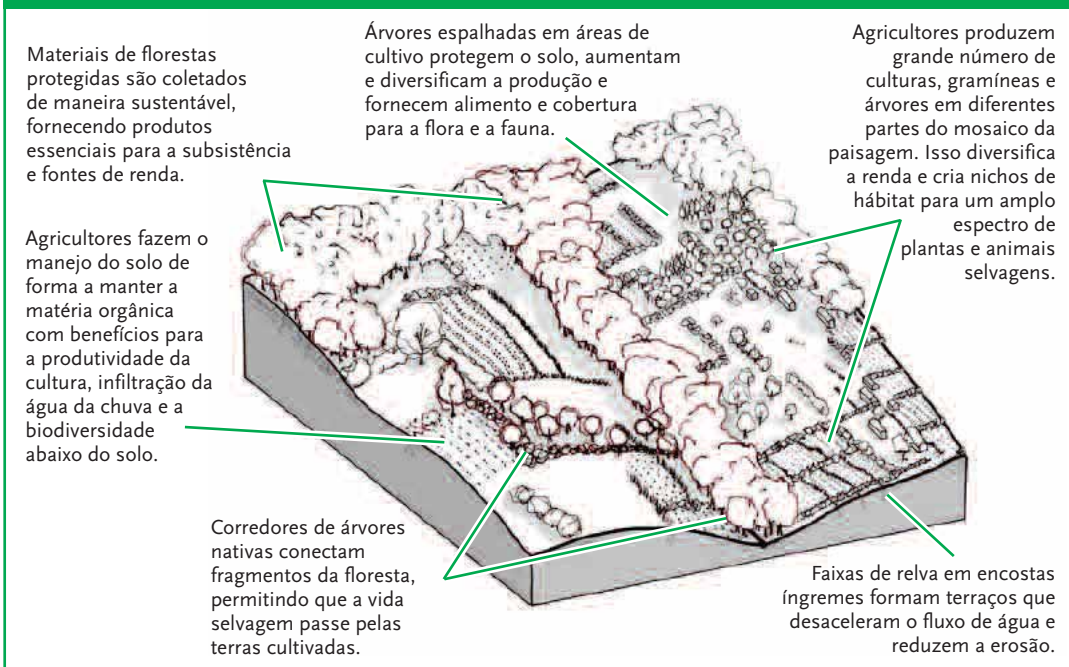 Materiais de florestas
protegidas são coletados
de maneira sustentável,
fornecendo produtos
essenciais para a subsistência
e fontes de renda.
Árvores espalhadas em áreas de
cultivo protegem o solo, aumentam
e diversificam a produção e
fornecem alimento e cobertura
para a flora e a fauna.
Agricultores produzem
grande número de
culturas, gramíneas e
árvores em diferentes
partes do mosaico da
paisagem. Isso diversifica
a renda e cria nichos de
hábitat para um amplo
espectro de
plantas e animais
selvagens.
Agricultores fazem o
manejo do solo de
forma a manter a
matéria orgânica
com benefícios para
a produtividade da
cultura, infiltração da
água da chuva e a
biodiversidade
abaixo do solo.
Corredores de árvores
nativas conectam
fragmentos da floresta,
permitindo que a vida
selvagem passe pelas
terras cultivadas.
Faixas de relva em encostas
íngremes formam terraços que
desaceleram o fluxo de água e
reduzem a erosão.